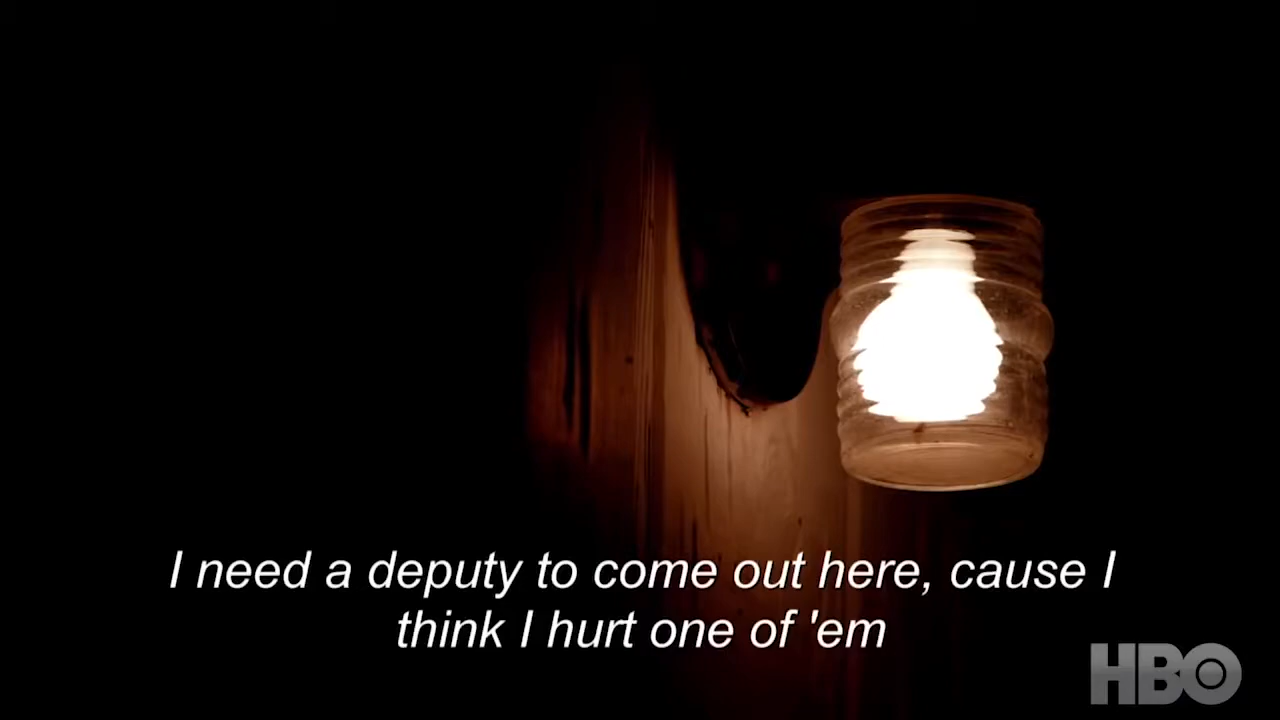 I need a deputy to come out here, cause I
think I hurt one of 'em
HBO